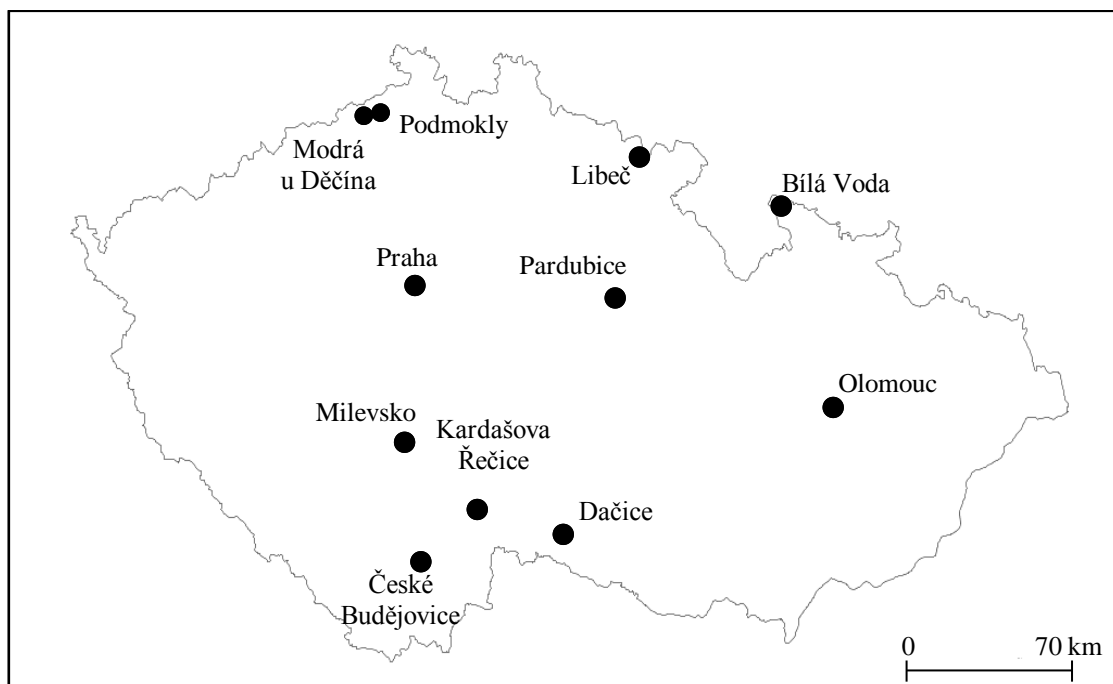 Podmokly
Modrá
u Děčína
Libeč
Bílá Voda
Praha
Pardubice
Olomouc
Milevsko
Kardašova
Řečice
Dačice
České
Budějovice
0 70 km